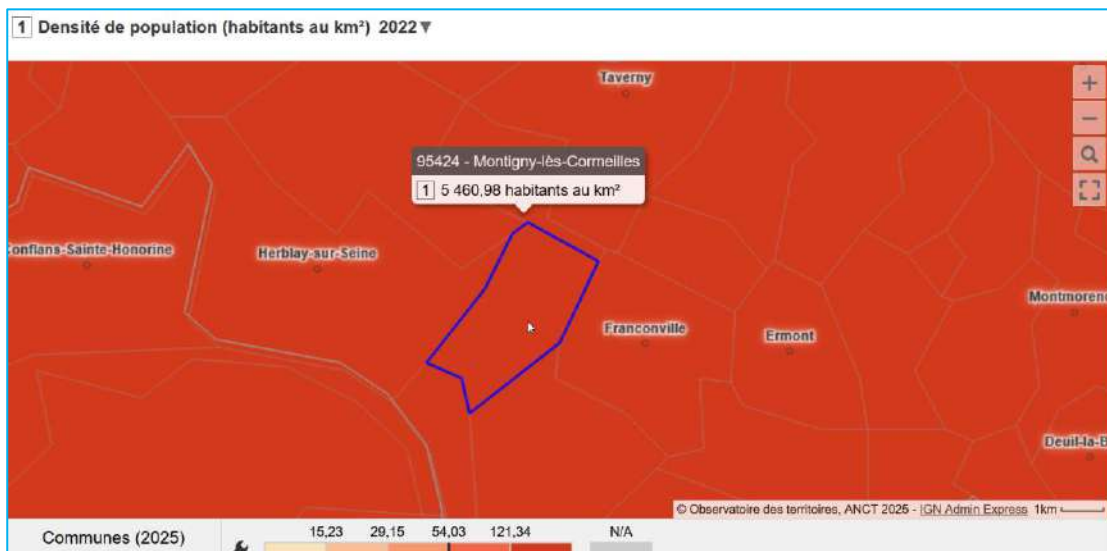 1 Densité de population (habitants au km²) 2022▼
Taverny
95424 - Montigny-lès-Cormeilles
1 5 460,98 habitants au km²
Conflans-Sainte-Honorine
Herblay-sur-Seine
Montmoren
Franconville
Ermont
Deuil-la-B
© Observatoire des territoires, ANCT 2025 - IGN Admin Express 1km
Communes (2025)
15,23 29,15 54,03 121,34 N/A